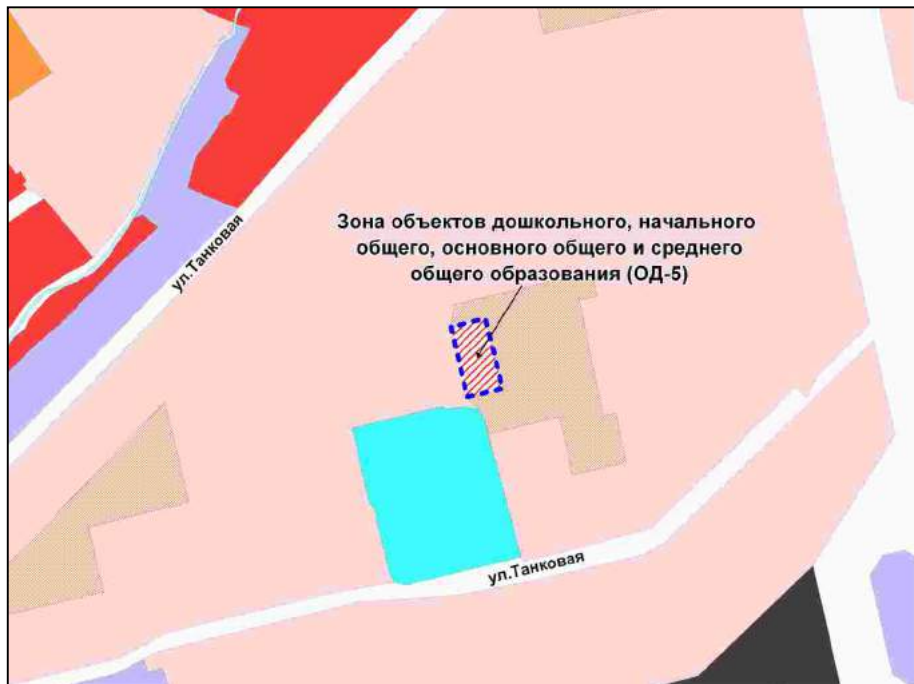 Зона объектов дошкольного, начального
общего, основного общего и среднего
общего образования (ОД-5)
ул.Танковая
ул.Танковая